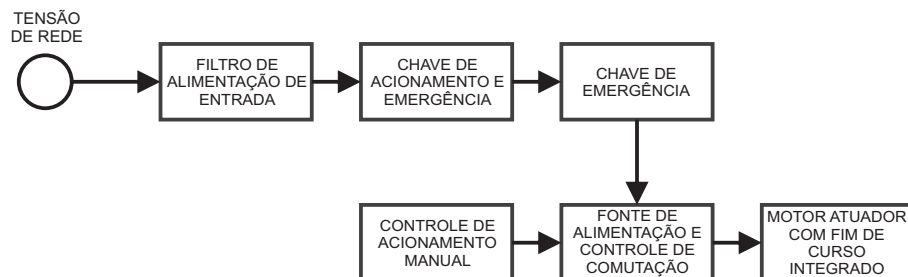 TENSÃO
DE REDE
FILTRO DE
ALIMENTAÇÃO DE
ENTRADA
CHAVE DE
ACIONAMENTO E
EMERGÊNCIA
CHAVE DE
EMERGÊNCIA
CONTROLE DE
ACIONAMENTO
MANUAL
FONTE DE
ALIMENTAÇÃO E
CONTROLE DE
COMUTAÇÃO
MOTOR ATUADOR
COM FIM DE
CURSO
INTEGRADO